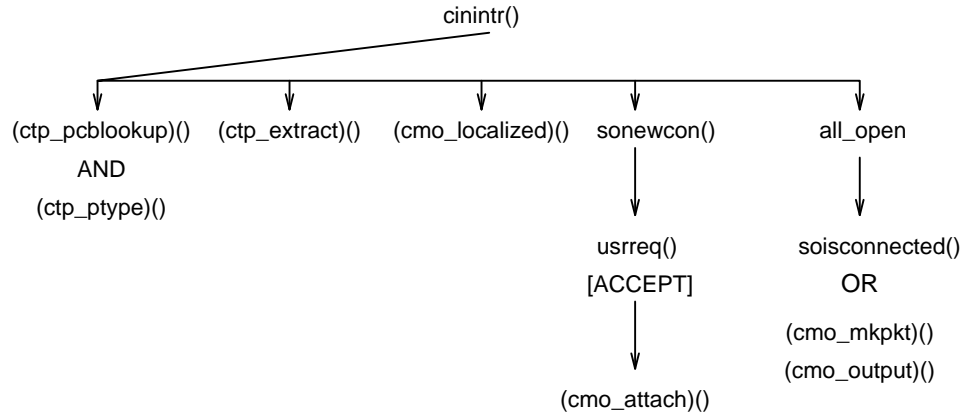 cinintr()
(ctp_pcblookup)() (ctp_extract)() (cmo_localized)() sonewcon() all_open
AND
(ctp_ptype)()
usrreq() soisconnected()
[ACCEPT] OR
(cmo_mkpkt)()
(cmo_output)()
(cmo_attach)()